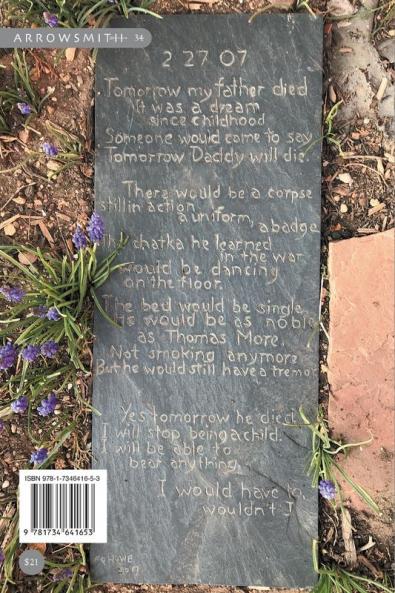 ARROWSMITH 34
2 27 07
Tomorrow my father died
It was a dream
since childhood
Someone would come to say
Tomorrow Daddy will die.
There would be a corpse
still in action
a uniform, a badge
chatka he learned
in the war
would be dancing
on the floor.
The bed would be single
He would be as noble
as Thomas More.
Not smoking anymore
But he would still have a tremor
Yes tomorrow he died
I will stop being a child.
I will be able to
bear anything,
I would have to,
wouldn't I
HOWE
ISBN 978-1-7346416-5-3
9 781734 641653
$21